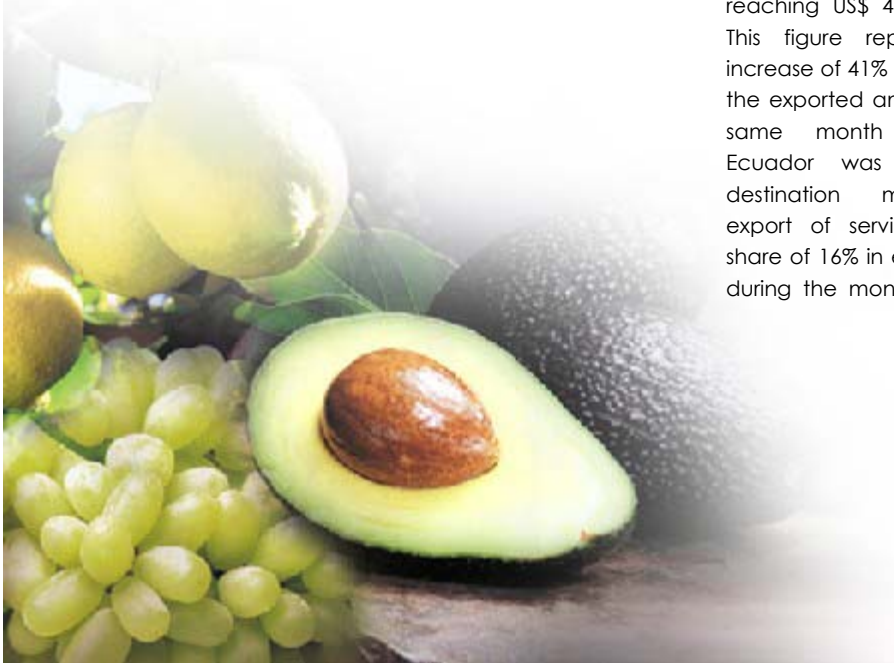 reaching US$ 4
This figure rep
increase of 41%
the exported an
same month
Ecuador was
destination m
export of servi
share of 16% in e
during the mon